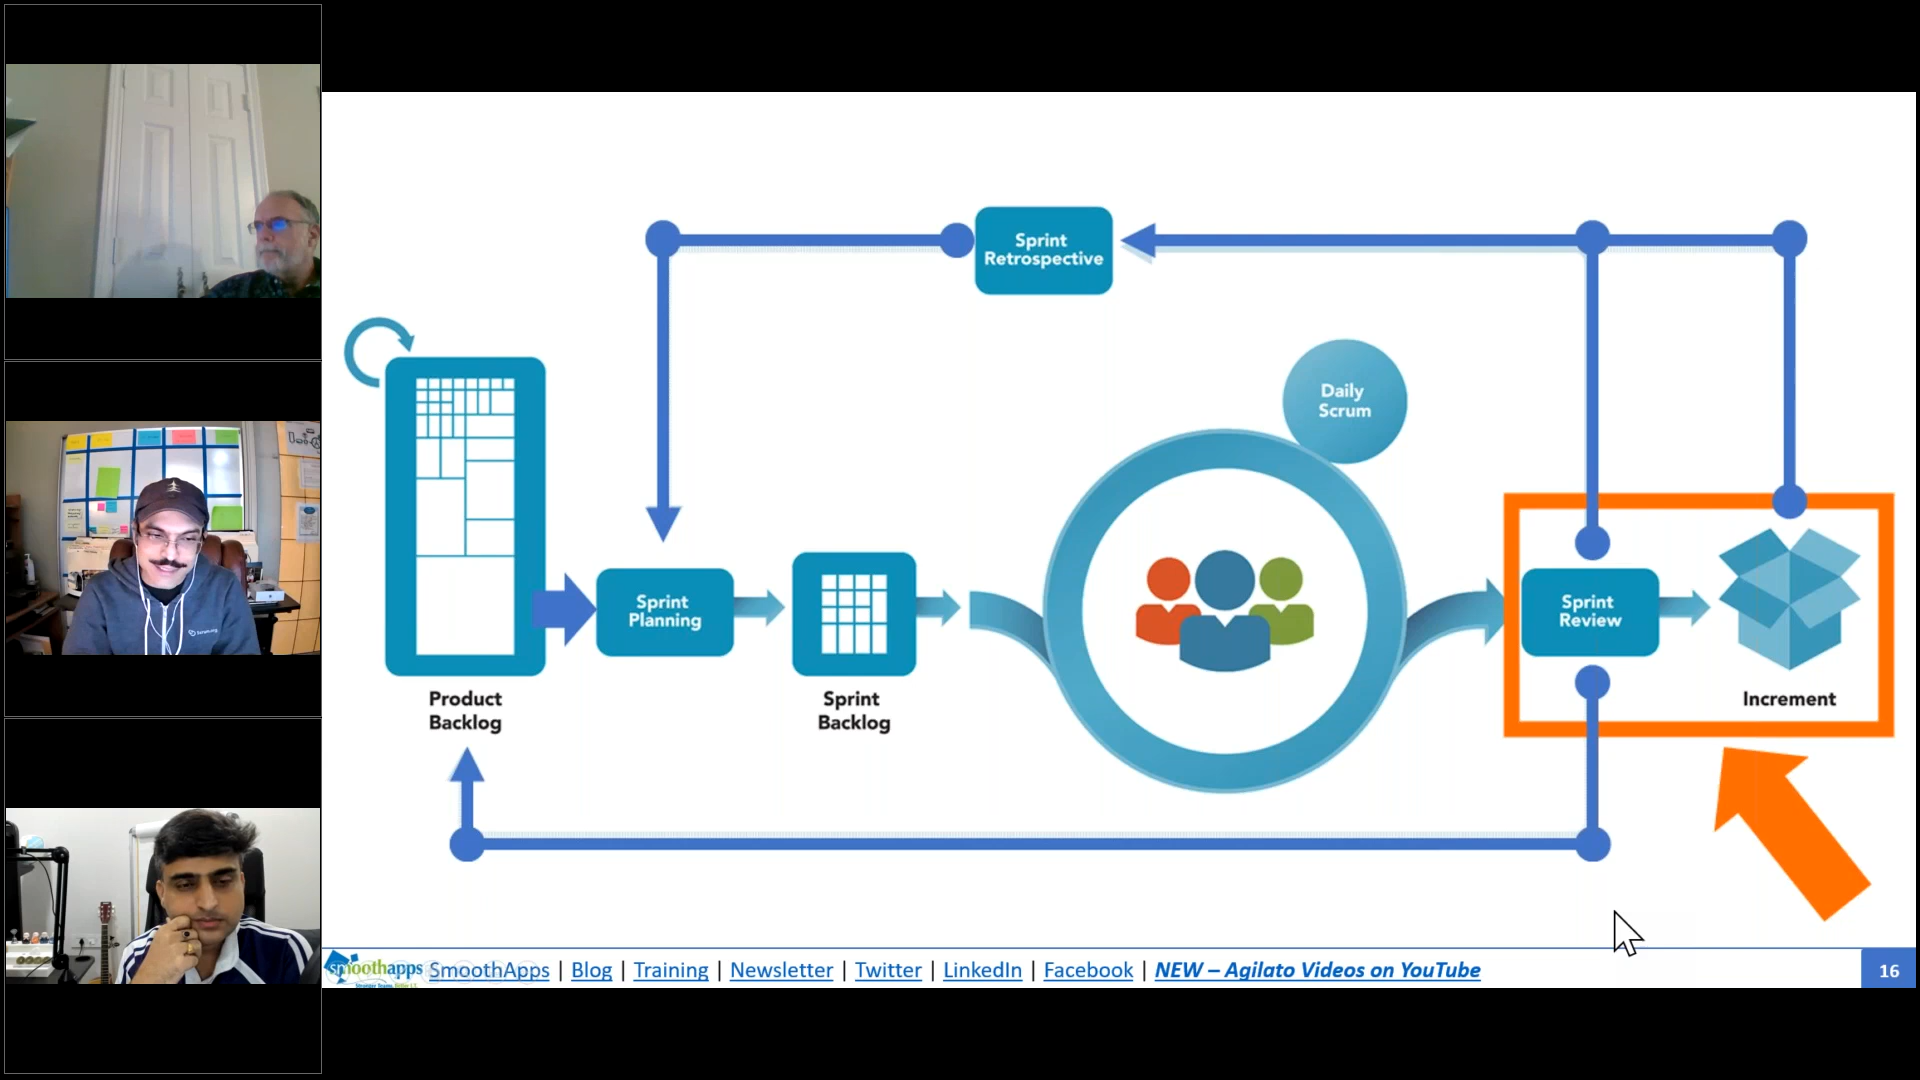 Sprint
Retrospective
Daily
Scrum
Sprint
Planning
Sprint
Review
Product
Backlog
Sprint
Backlog
Increment
smoothapps
SmoothApps | Blog | Training | Newsletter | Twitter | LinkedIn | Facebook | NEW – Agilato Videos on YouTube
16